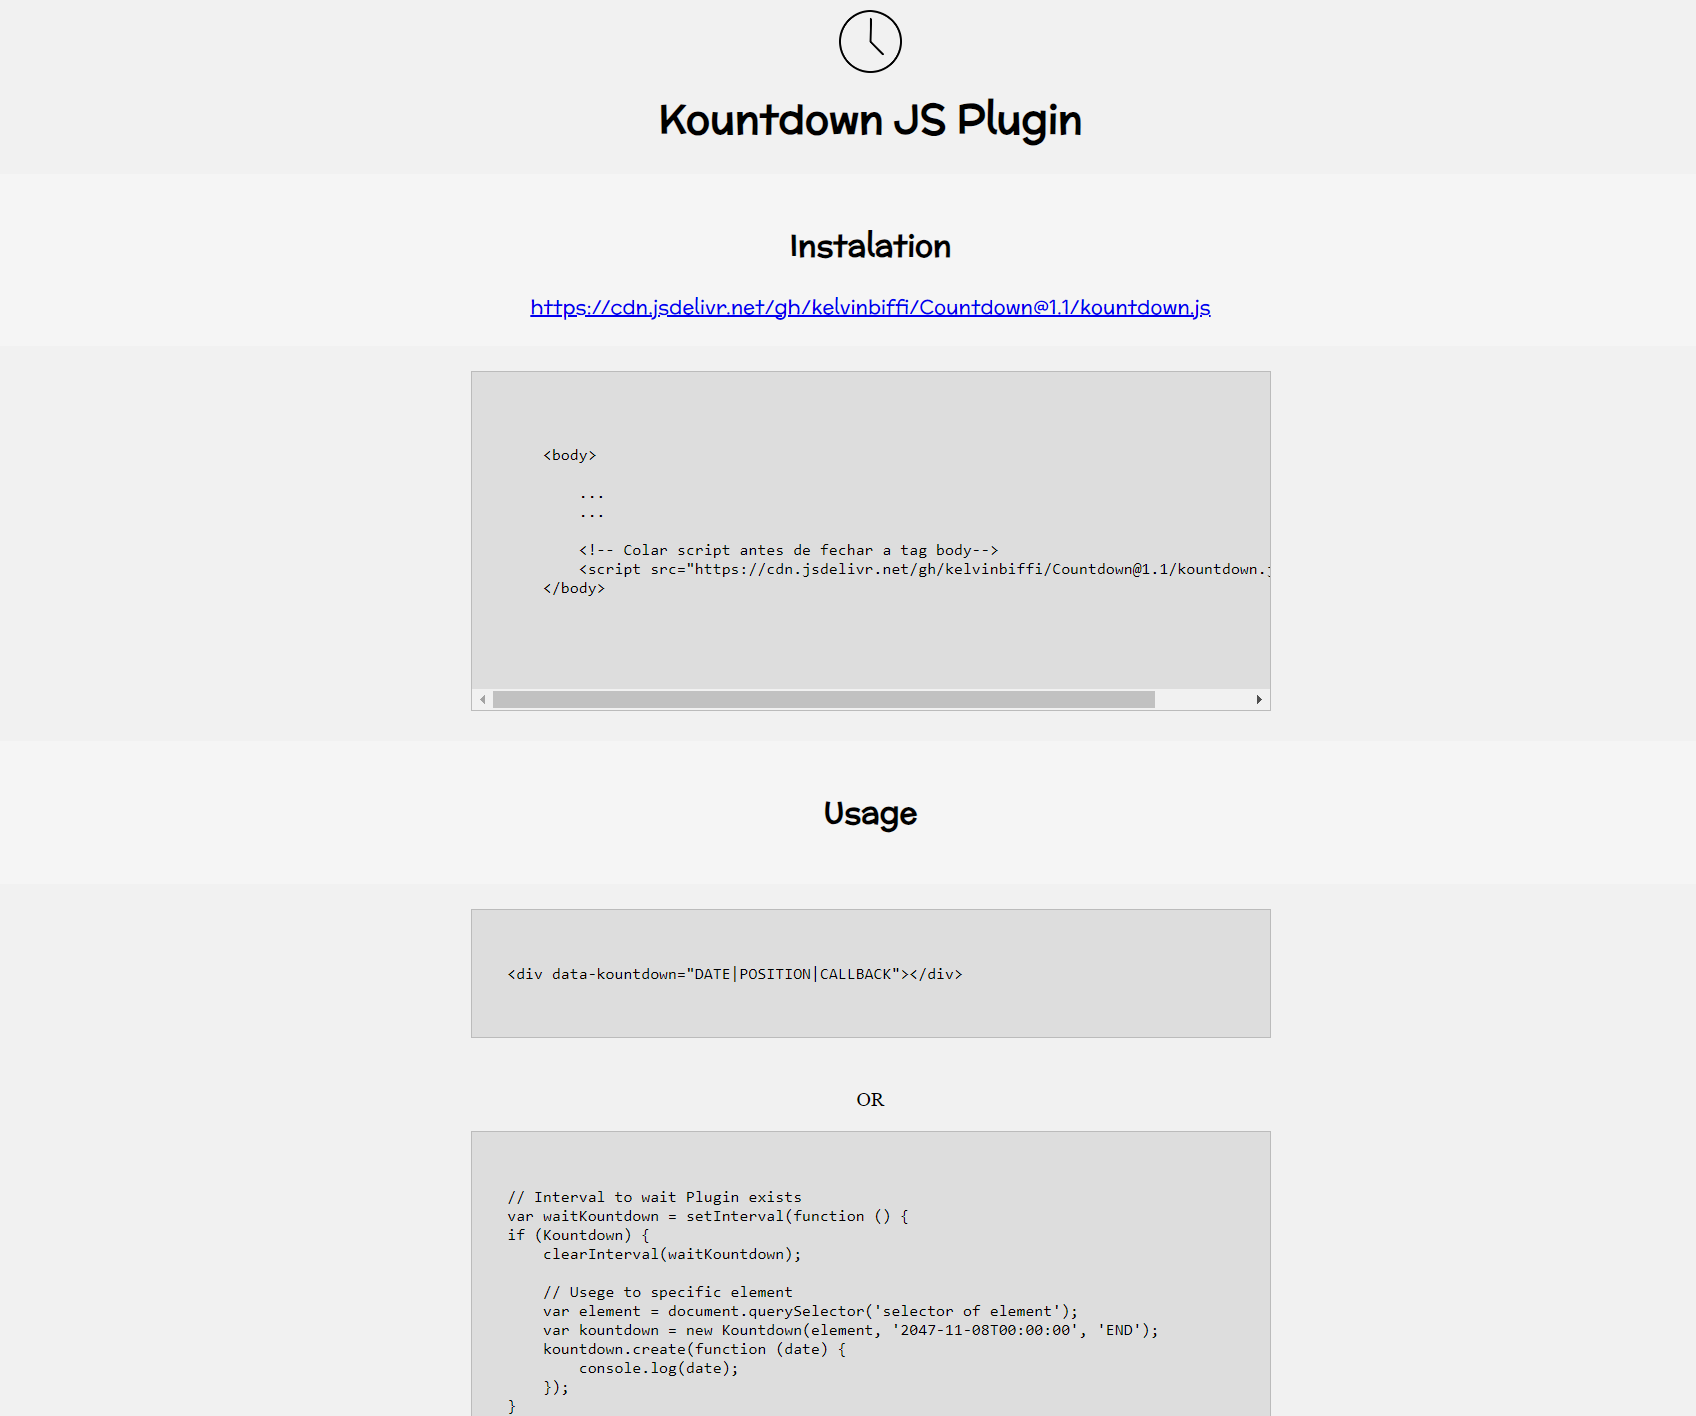 Kountdown JS Plugin
Instalation
https://cdn.jsdelivr.net/gh/kelvinbiffi/Countdown@1.1/kountdown.js
<body>
...
...
<!-- Colar script antes de fechar a tag body-->
<script src="https://cdn.jsdelivr.net/gh/kelvinbiffi/Countdown@1.1/kountdown.j
</body>
Usage
<div data-kountdown="DATE|POSITION|CALLBACK"></div>
OR
// Interval to wait Plugin exists
var waitKountdown = setInterval(function () {
if (Kountdown) {
clearInterval(waitKountdown);
// Usege to specific element
var element = document.querySelector('selector of element');
var kountdown = new Kountdown(element, '2047-11-08T00:00:00', 'END');
kountdown.create(function (date) {
console.log(date);
});
}